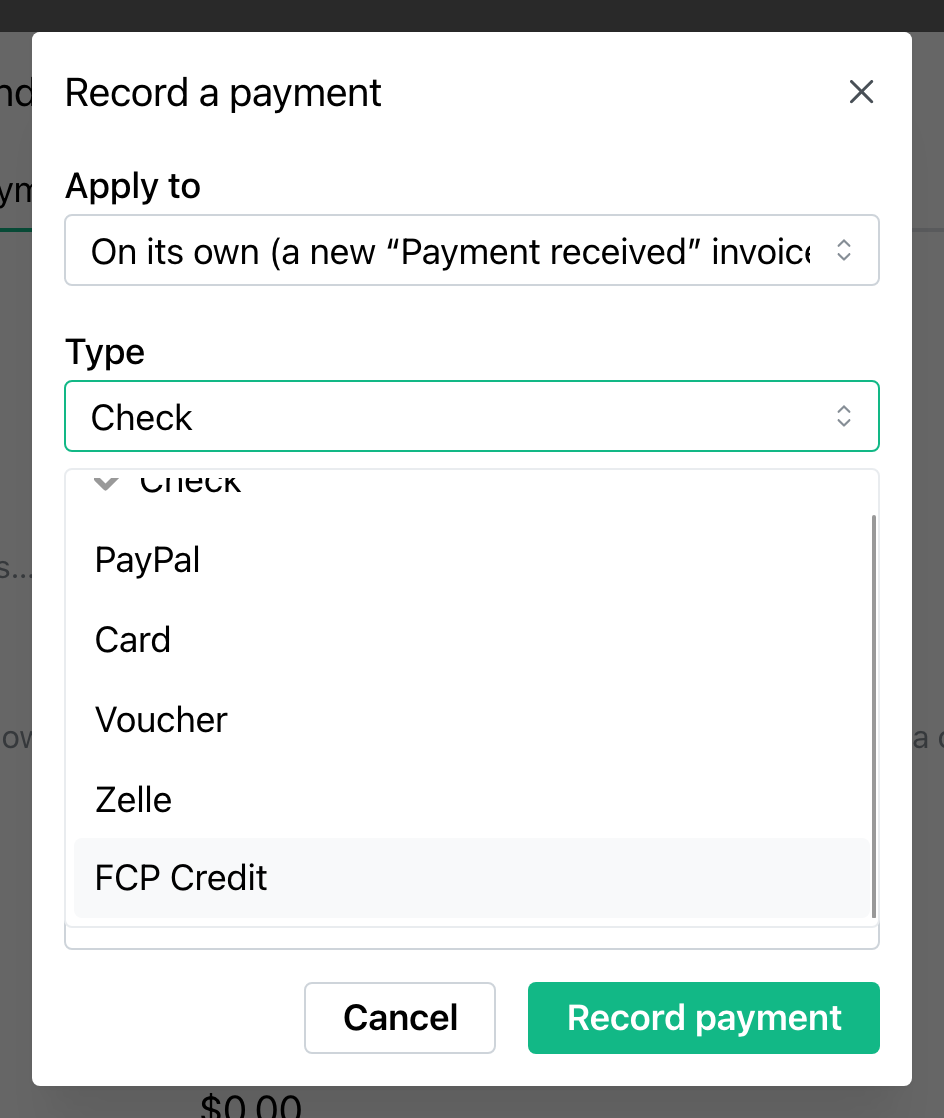 Record a payment
Apply to
On its own (a new “Payment received” invoice
Type
Check
Check
PayPal
Card
Voucher
Zelle
FCP Credit
Cancel
Record payment
$0.00